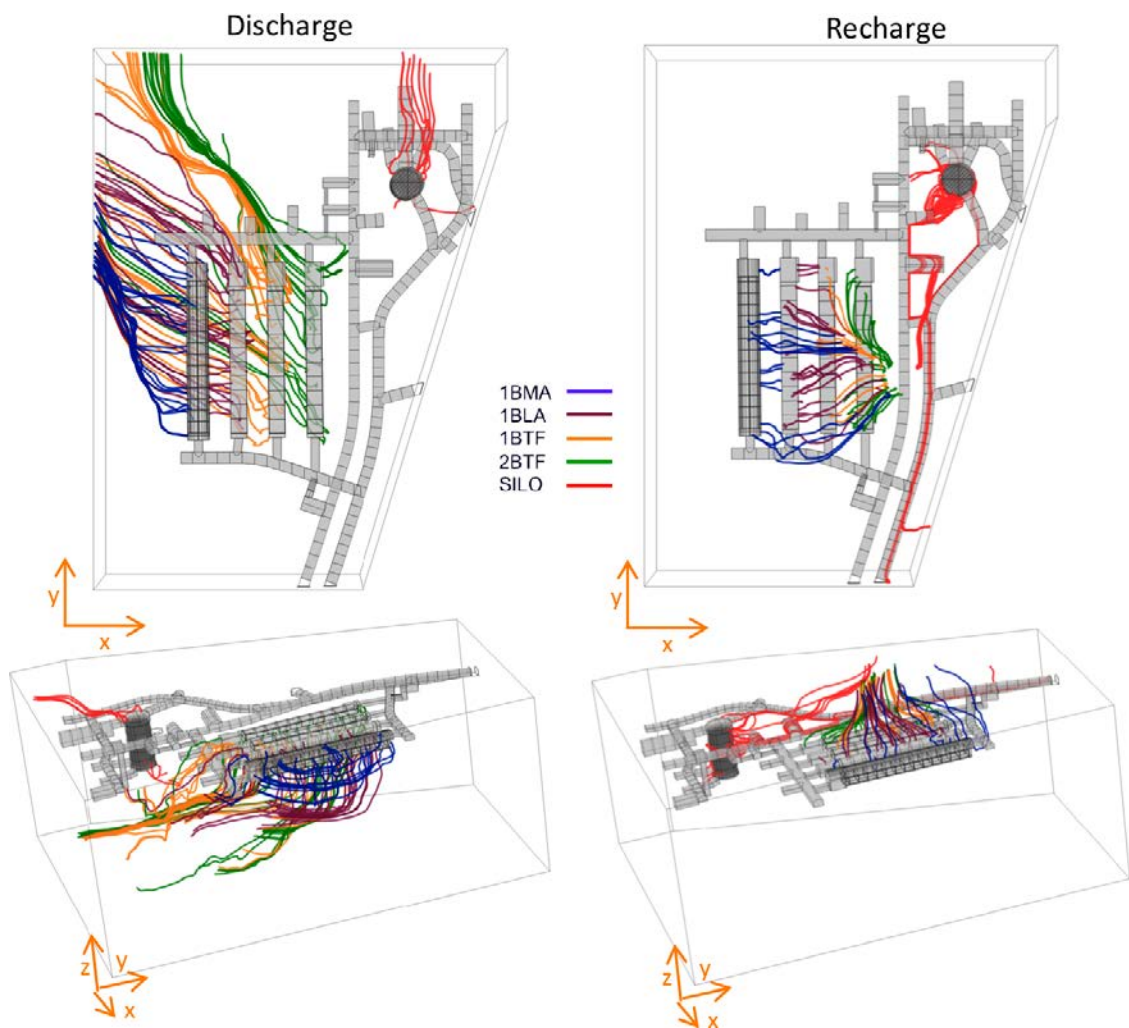 Discharge
Recharge
1BMA
1BLA
1BTF
2BTF
SILO
y
x
y
x
z
y
x
z
y
x